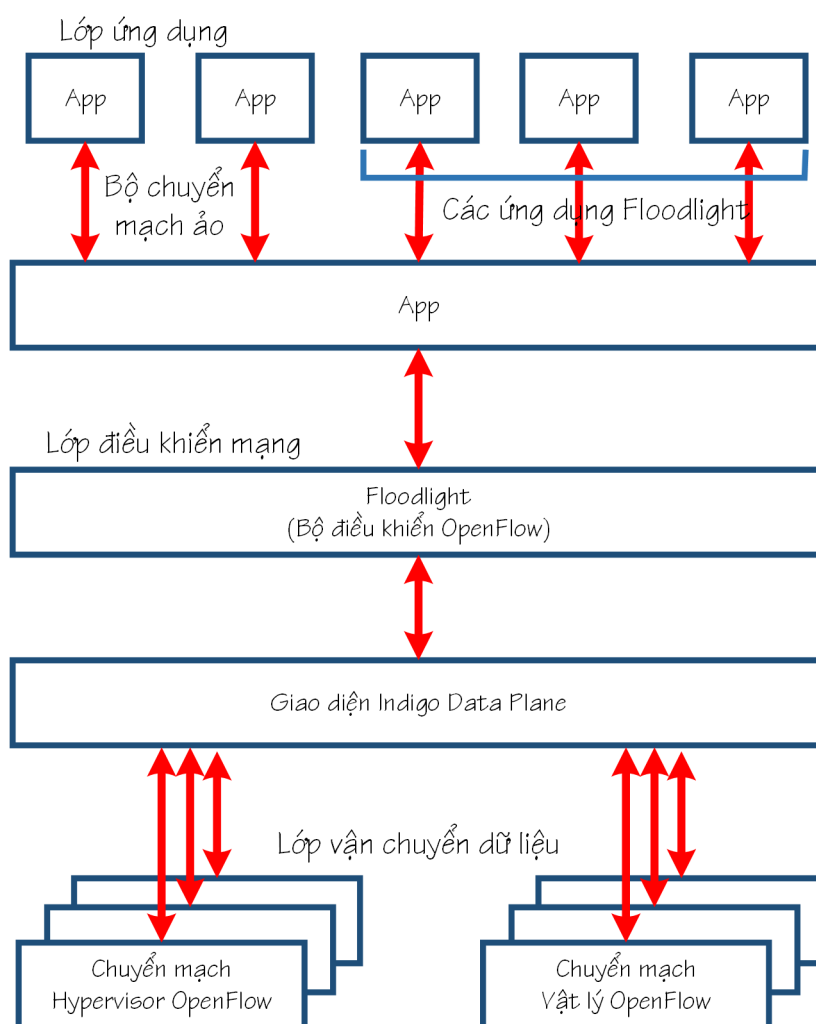 Lớp ứng dụng
App
App
App
App
App
Bộ chuyển
mạch ảo
Các ứng dụng Floodlight
App
Lớp điều khiển mạng
Floodlight
(Bộ điều khiển OpenFlow)
Giao diện Indigo Data Plane
Lớp vận chuyển dữ liệu
Chuyển mạch
Hypervisor OpenFlow
Chuyển mạch
Vật lý OpenFlow